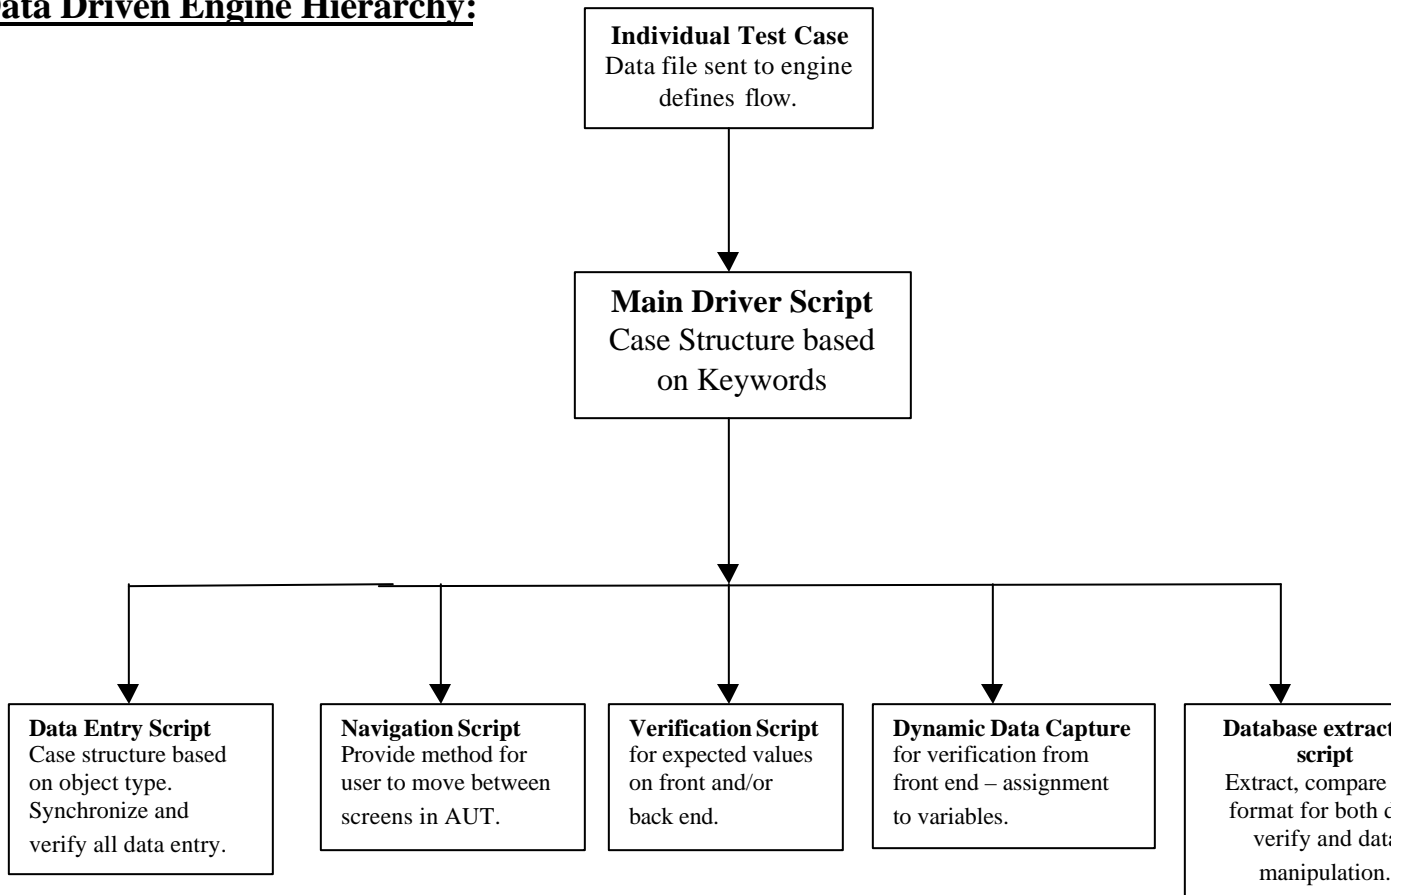 Data Driven Engine Hierarchy:
Individual Test Case
Data file sent to engine
defines flow.
Main Driver Script
Case Structure based
on Keywords
Data Entry Script
Case structure based
on object type.
Synchronize and
verify all data entry.
Navigation Script
Provide method for
user to move between
screens in AUT.
Verification Script
for expected values
on front and/or
back end.
Dynamic Data Capture
for verification from
front end – assignment
to variables.
Database extract
script
Extract, compare
format for both
verify and data
manipulation.